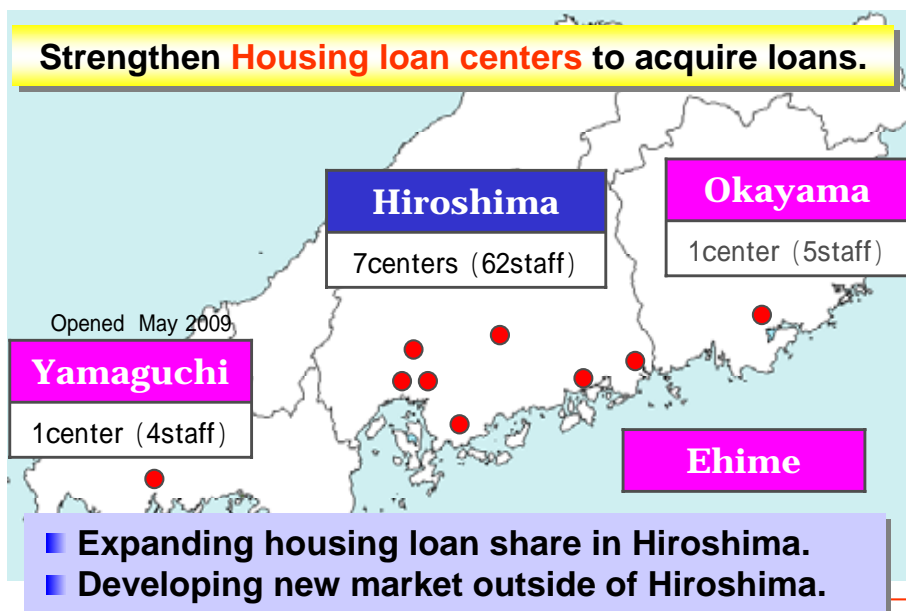 Strengthen Housing loan centers to acquire loans.
Hiroshima
7centers (62staff)
Okayama
1center (5staff)
Opened May 2009
Yamaguchi
1center (4staff)
Ehime
Expanding housing loan share in Hiroshima.
Developing new market outside of Hiroshima.